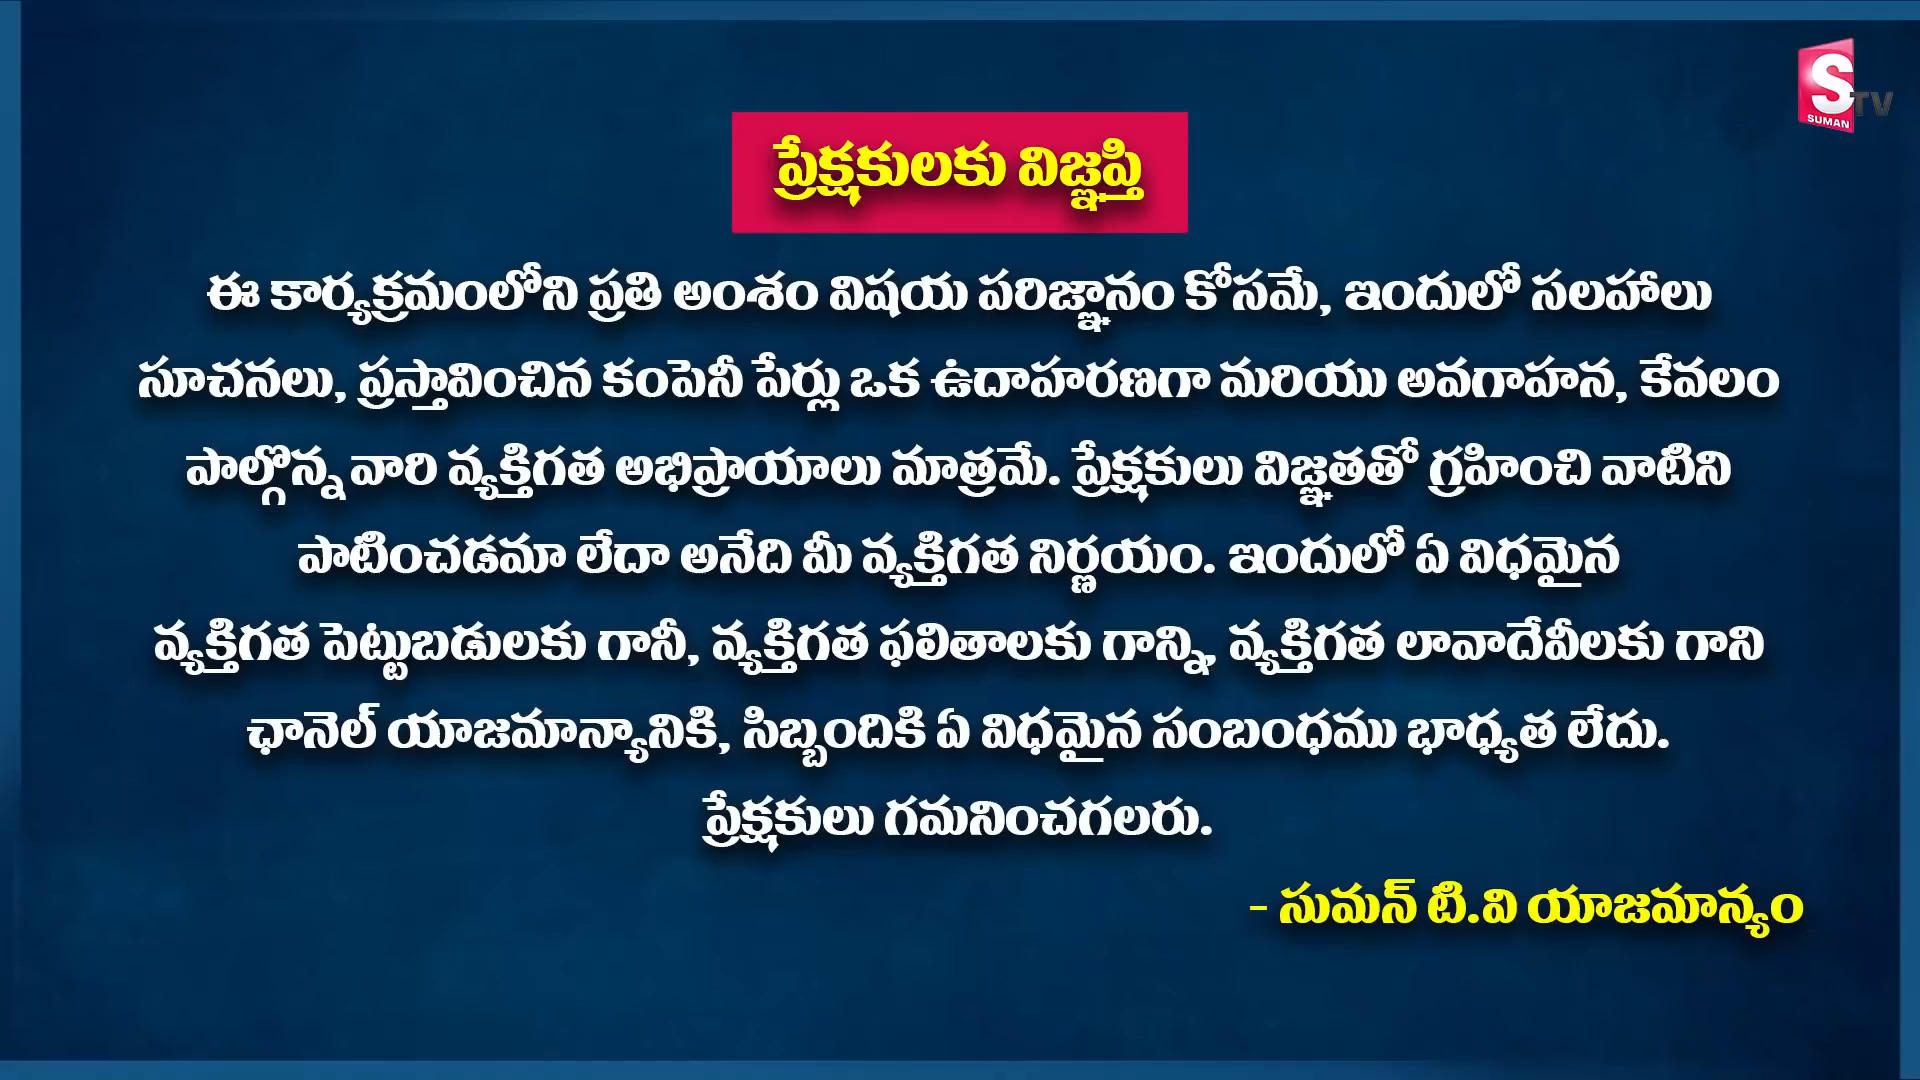 S TV
SUMAN
ప్రేక్షకులకు విజ్ఞప్తి
ఈ కార్యక్రమంలోని ప్రతి అంశం విషయ పరిజ్ఞానం కోసమే, ఇందులో సలహాలు
సూచనలు, ప్రస్తావించిన కంపెనీ పేర్లు ఒక ఉదాహరణగా మరియు అవగాహన, కేవలం
పాల్గొన్న వారి వ్యక్తిగత అభిప్రాయాలు మాత్రమే. ప్రేక్షకులు విజ్ఞతతో గ్రహించి వాటిని
పాటించడమా లేదా అనేది మీ వ్యక్తిగత నిర్ణయం. ఇందులో ఏ విధమైన
వ్యక్తిగత పెట్టుబడులకు గానీ, వ్యక్తిగత ఫలితాలకు గాన్ని, వ్యక్తిగత లావాదేవీలకు గాని
ఛానెల్ యాజమాన్యానికి, సిబ్బందికి ఏ విధమైన సంబంధము భాధ్యత లేదు.
ప్రేక్షకులు గమనించగలరు.
- సుమన్ టి.వి యాజమాన్యం